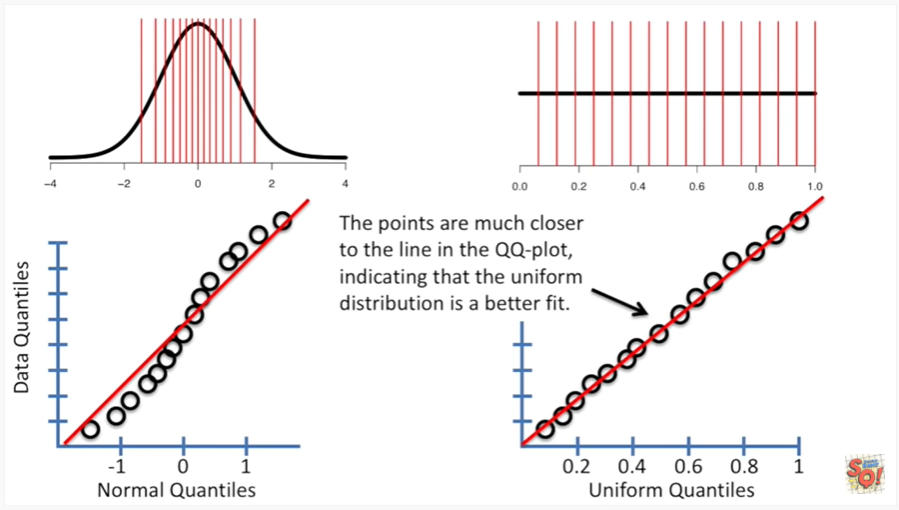 -4 -2 0 2 4
0.0 0.2 0.4 0.6 0.8 1.0
The points are much closer
to the line in the QQ-plot,
indicating that the uniform
distribution is a better fit.
Data Quantiles
-1 0 1
Normal Quantiles
0.2 0.4 0.6 0.8 1
Uniform Quantiles
SQ!